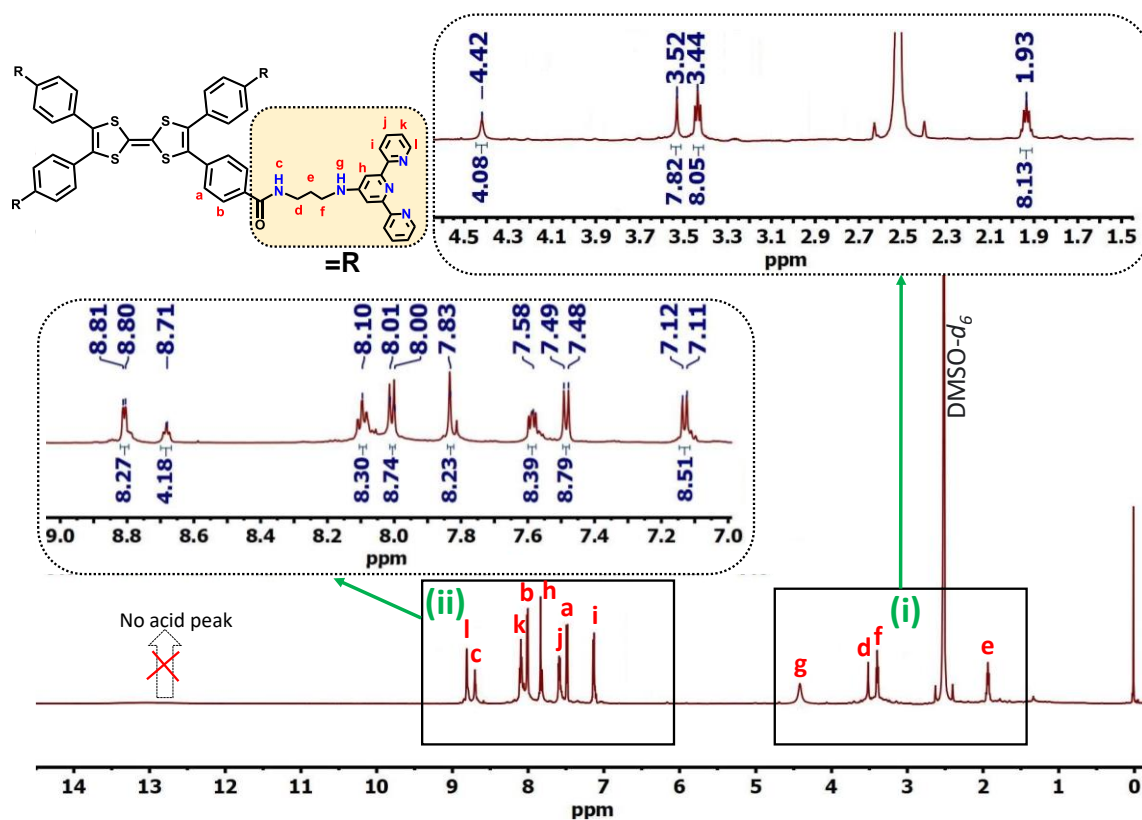 R
R
R
S
S
S
S
a
b
O
c
N
H
d
e
f
g
H
N
h
i
j
k
l
N
N
N
=R
4.42
3.52
3.44
1.93
4.08
7.82
8.05
8.13
4.5 4.3 3.9 3.7 3.5 3.3 3.1 2.9 2.7 2.5 2.3 2.1 1.9 1.7 1.5
ppm
8.81
8.80
8.71
8.10
8.01
8.00
7.83
7.58
7.49
7.48
7.12
7.11
8.27
4.18
8.30
8.74
8.23
8.39
8.79
8.51
9.0 8.8 8.6 8.4 8.2 8.0 7.8 7.6 7.4 7.2 7.0
ppm
DMSO-d6
No acid peak
(ii)
l
c
k
b
h
j
a
i
(i)
g
d
f
e
14 13 12 11 10 9 8 7 6 5 4 3 2 1 0
ppm